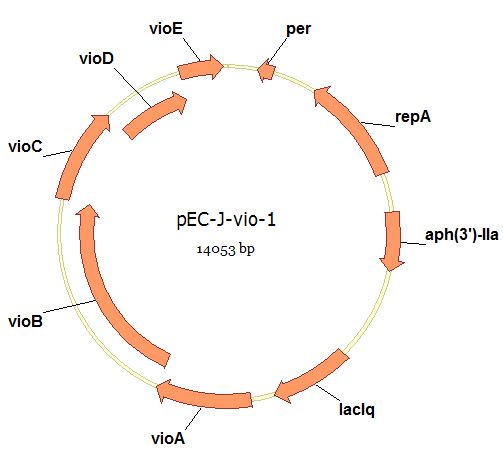 vioE
per
vioD
repA
vioC
pEC-J-vio-1
14053 bp
aph(3')-IIa
vioB
lacIq
vioA